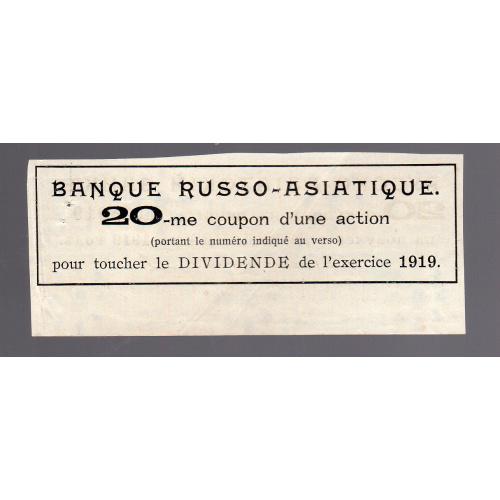 BANQUE RUSSO-ASIATIQUE.
20-me coupon d'une action
(portant le numéro indiqué au verso)
pour toucher le DIVIDENDE de l'exercice 1919.